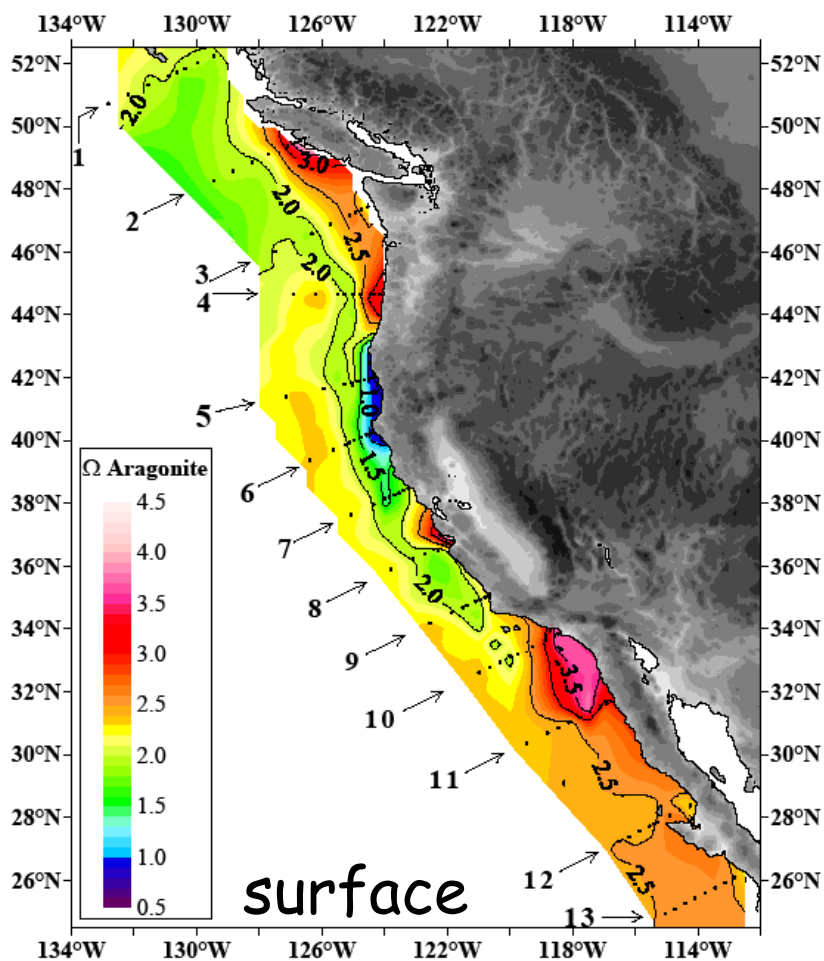 134°W 130°W 126°W 122°W 118°W 114°W
52°N 52°N
2.0
50°N 50°N
1
3.0
48°N 48°N
2.0
2
2.5
46°N 46°N
2.0
3
4
44°N 44°N
42°N 42°N
1.0
5
40°N 40°N
1.5
Ω Aragonite
6
38°N 38°N
4.5
7
36°N 36°N
4.0
2.0
8
3.5
34°N 34°N
9
3.0
3.5
32°N 32°N
10
2.5
30°N 30°N
2.0
11
2.5
28°N 28°N
1.5
1.0
12
26°N 26°N
2.5
surface
0.5
13
134°W 130°W 126°W 122°W 118°W 114°W